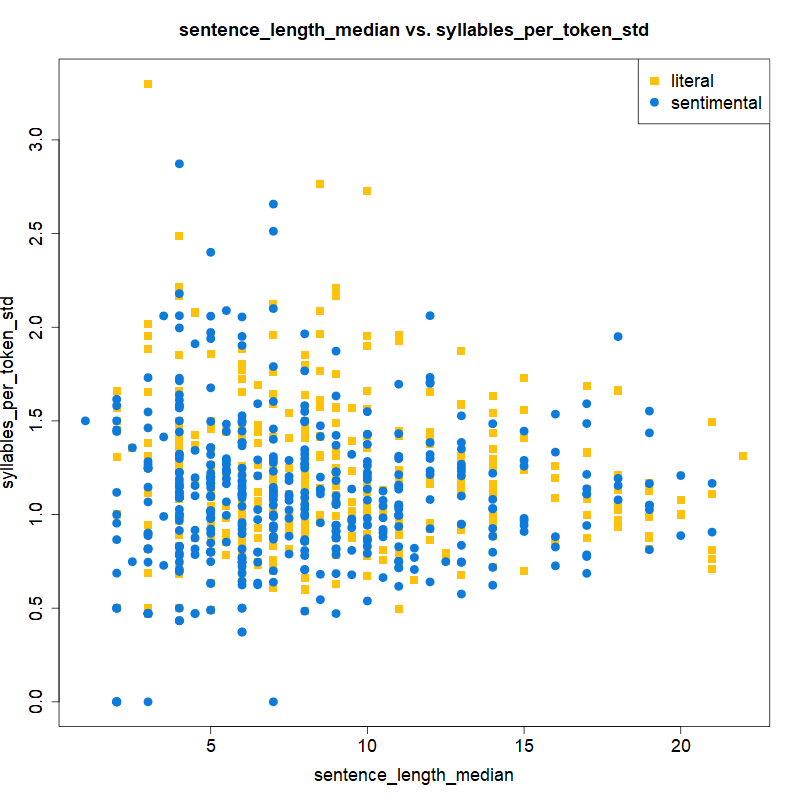 sentence_length_median vs. syllables_per_token_std
literal
sentimental
syllables_per_token_std
3.0
2.5
2.0
1.5
1.0
0.5
0.0
5 10 15 20
sentence_length_median